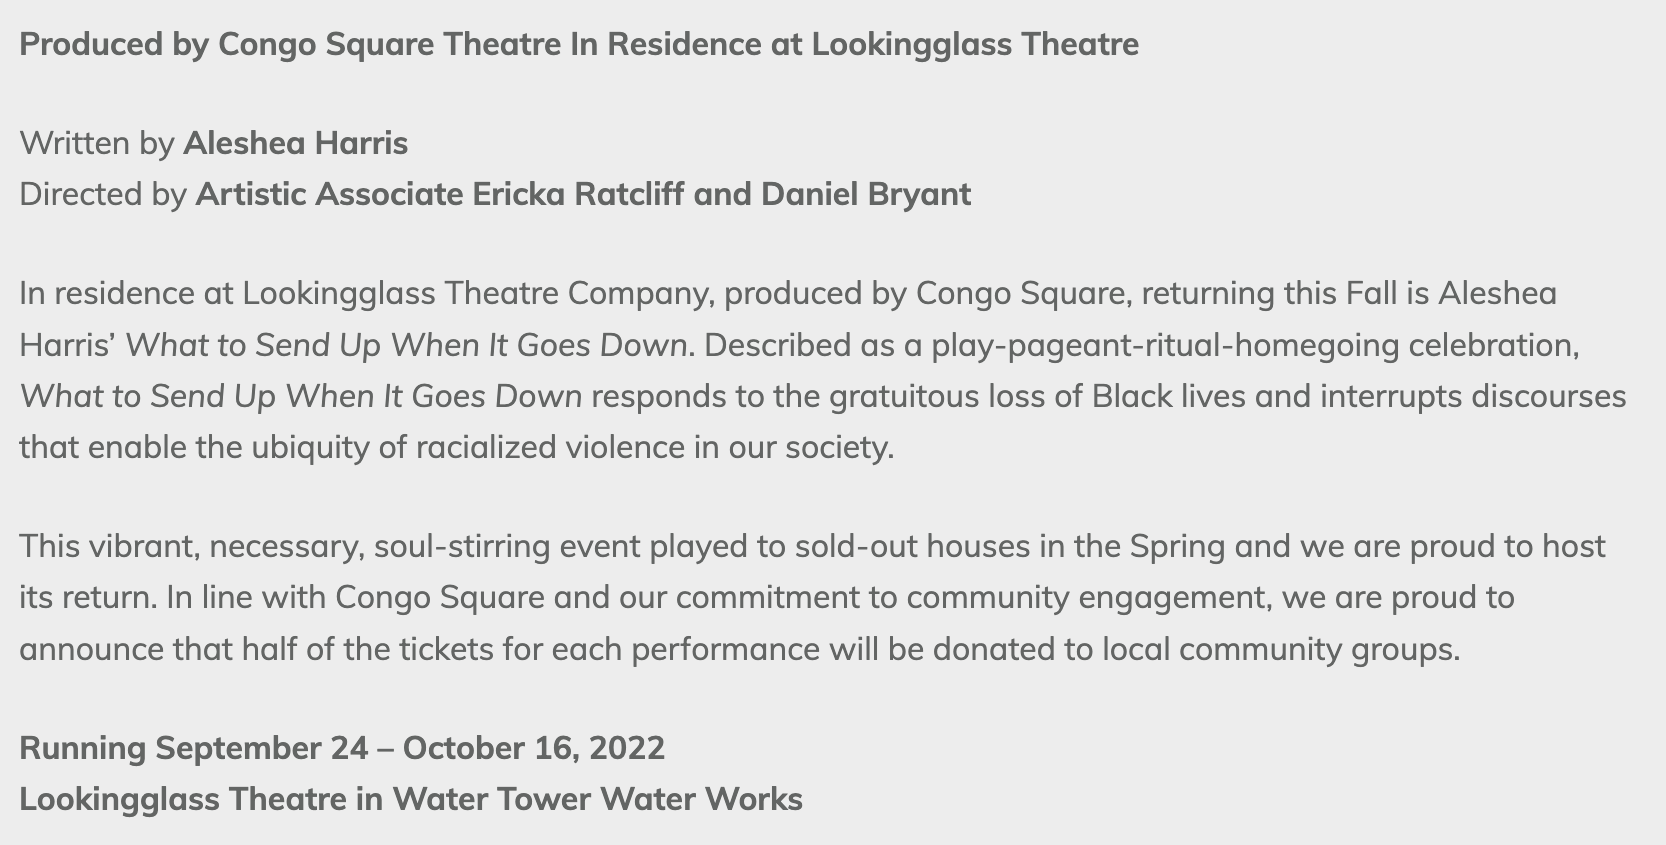 Produced by Congo Square Theatre In Residence at Lookingglass Theatre
Written by Aleshea Harris
Directed by Artistic Associate Ericka Ratcliff and Daniel Bryant
In residence at Lookingglass Theatre Company, produced by Congo Square, returning this Fall is Aleshea
Harris’ What to Send Up When It Goes Down. Described as a play-pageant-ritual-homegoing celebration,
What to Send Up When It Goes Down responds to the gratuitous loss of Black lives and interrupts discourses
that enable the ubiquity of racialized violence in our society.
This vibrant, necessary, soul-stirring event played to sold-out houses in the Spring and we are proud to host
its return. In line with Congo Square and our commitment to community engagement, we are proud to
announce that half of the tickets for each performance will be donated to local community groups.
Running September 24 – October 16, 2022
Lookingglass Theatre in Water Tower Water Works